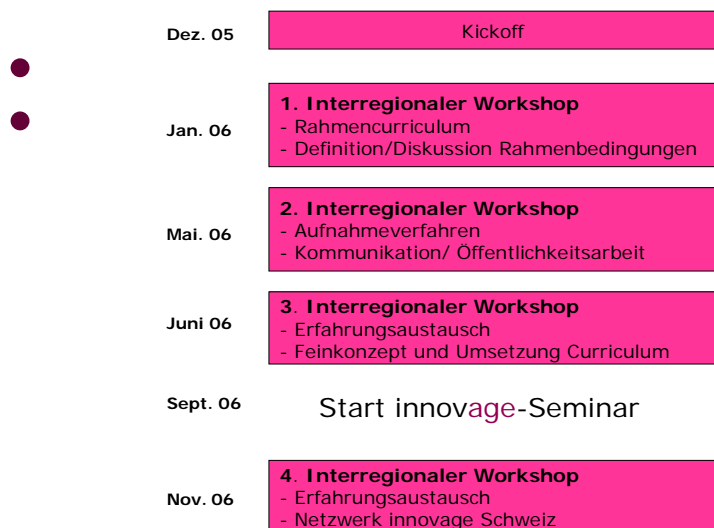 Dez. 05
Kickoff
Jan. 06
1. Interregionaler Workshop
- Rahmencurriculum
- Definition/Diskussion Rahmenbedingungen
Mai. 06
2. Interregionaler Workshop
- Aufnahmeverfahren
- Kommunikation/ Öffentlichkeitsarbeit
Juni 06
3. Interregionaler Workshop
- Erfahrungsaustausch
- Feinkonzept und Umsetzung Curriculum
Sept. 06
Start innovage-Seminar
Nov. 06
4. Interregionaler Workshop
- Erfahrungsaustausch
- Netzwerk innovage Schweiz